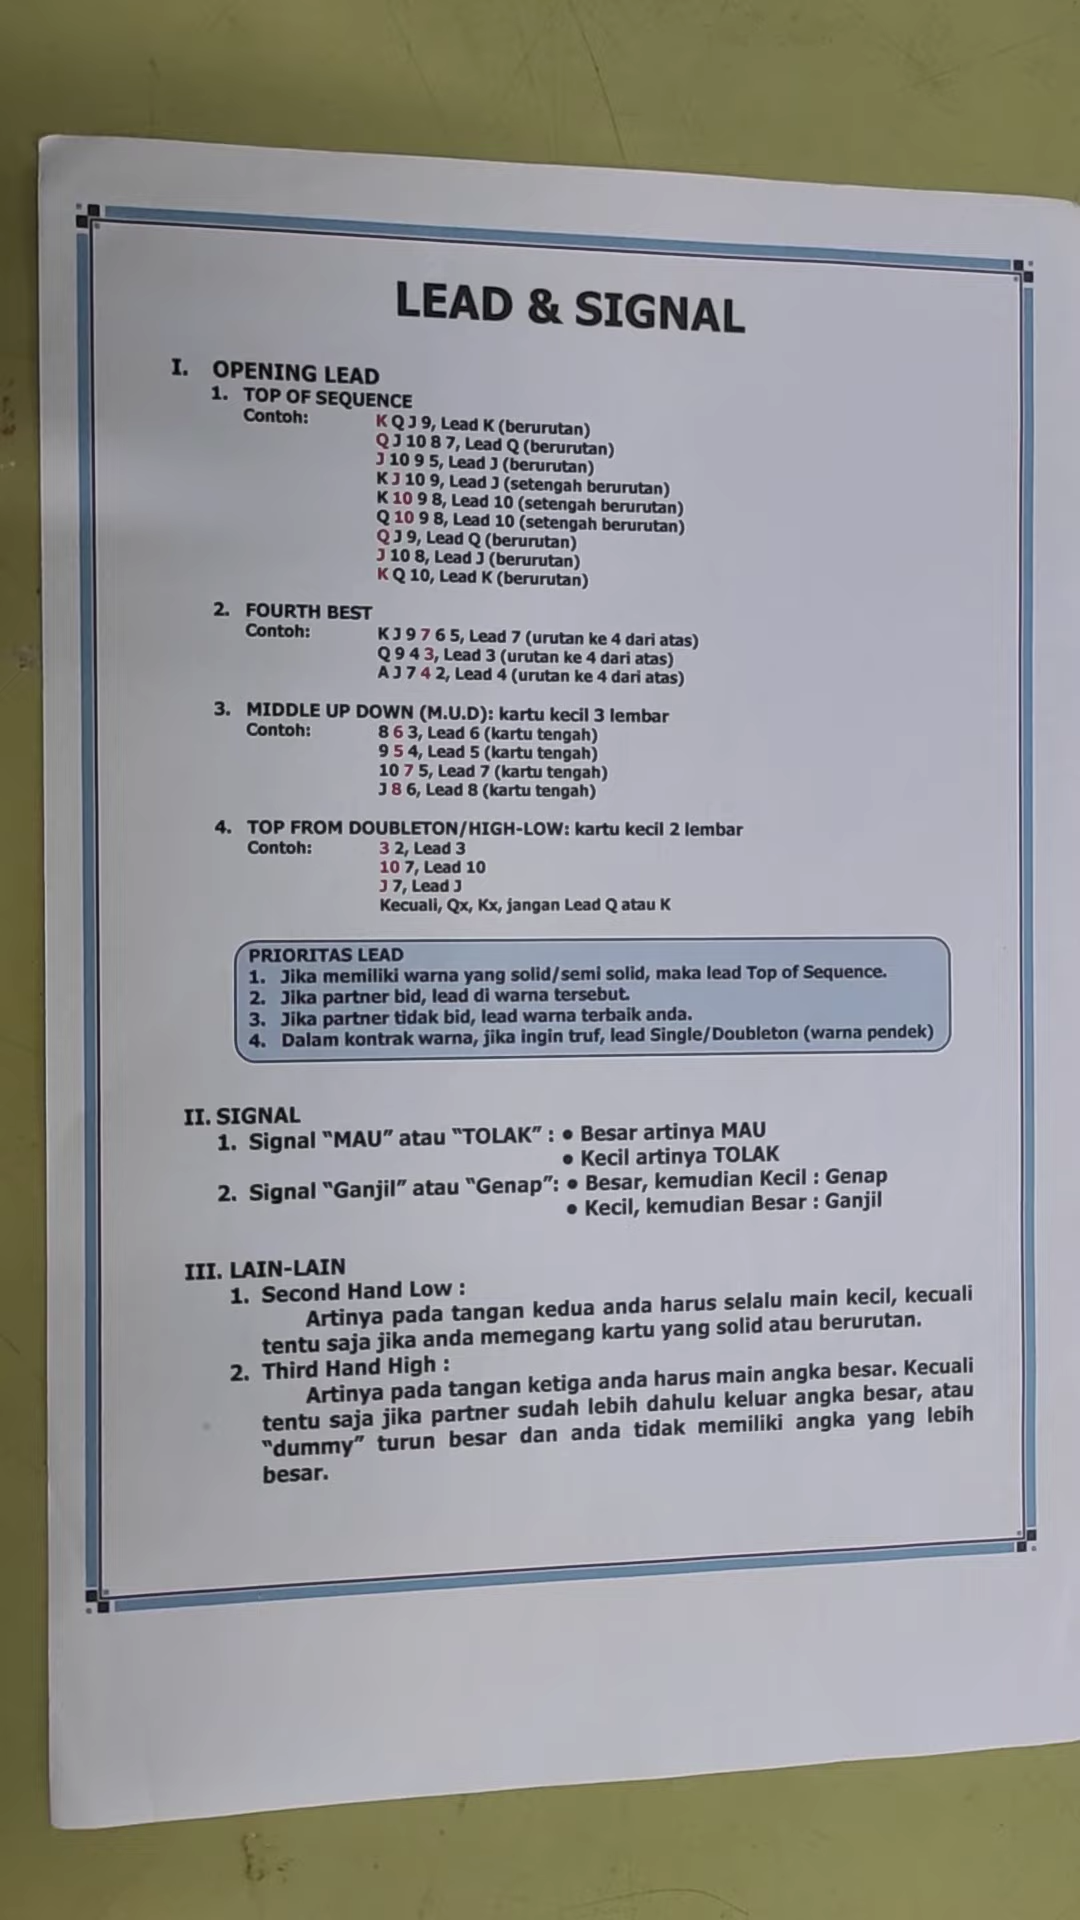 LEAD & SIGNAL
I. OPENING LEAD
1. TOP OF SEQUENCE
Contoh: K Q J 9, Lead K (berurutan)
Q J 10 8 7, Lead Q (berurutan)
J 10 9 5, Lead J (berurutan)
K J 10 9, Lead J (setengah berurutan)
K 10 9 8, Lead 10 (setengah berurutan)
Q 10 9 8, Lead 10 (setengah berurutan)
Q J 9, Lead Q (berurutan)
J 10 8, Lead J (berurutan)
K Q 10, Lead K (berurutan)
2. FOURTH BEST
Contoh: K J 9 7 6 5, Lead 7 (urutan ke 4 dari atas)
Q 9 4 3, Lead 3 (urutan ke 4 dari atas)
A J 7 4 2, Lead 4 (urutan ke 4 dari atas)
3. MIDDLE UP DOWN (M.U.D): kartu kecil 3 lembar
Contoh: 8 6 3, Lead 6 (kartu tengah)
9 5 4, Lead 5 (kartu tengah)
10 7 5, Lead 7 (kartu tengah)
J 8 6, Lead 8 (kartu tengah)
4. TOP FROM DOUBLETON/HIGH-LOW: kartu kecil 2 lembar
Contoh: 3 2, Lead 3
10 7, Lead 10
J 7, Lead J
Kecuali, Qx, Kx, jangan Lead Q atau K
PRIORITAS LEAD
1. Jika memiliki warna yang solid/semi solid, maka lead Top of Sequence.
2. Jika partner bid, lead di warna tersebut.
3. Jika partner tidak bid, lead warna terbaik anda.
4. Dalam kontrak warna, jika ingin truf, lead Single/Doubleton (warna pendek)
II. SIGNAL
1. Signal "MAU" atau "TOLAK" : • Besar artinya MAU
• Kecil artinya TOLAK
2. Signal "Ganjil" atau "Genap": • Besar, kemudian Kecil : Genap
• Kecil, kemudian Besar : Ganjil
III. LAIN-LAIN
1. Second Hand Low :
Artinya pada tangan kedua anda harus selalu main kecil, kecuali
tentu saja jika anda memegang kartu yang solid atau berurutan.
2. Third Hand High :
Artinya pada tangan ketiga anda harus main angka besar. Kecuali
tentu saja jika partner sudah lebih dahulu keluar angka besar, atau
"dummy" turun besar dan anda tidak memiliki angka yang lebih
besar.